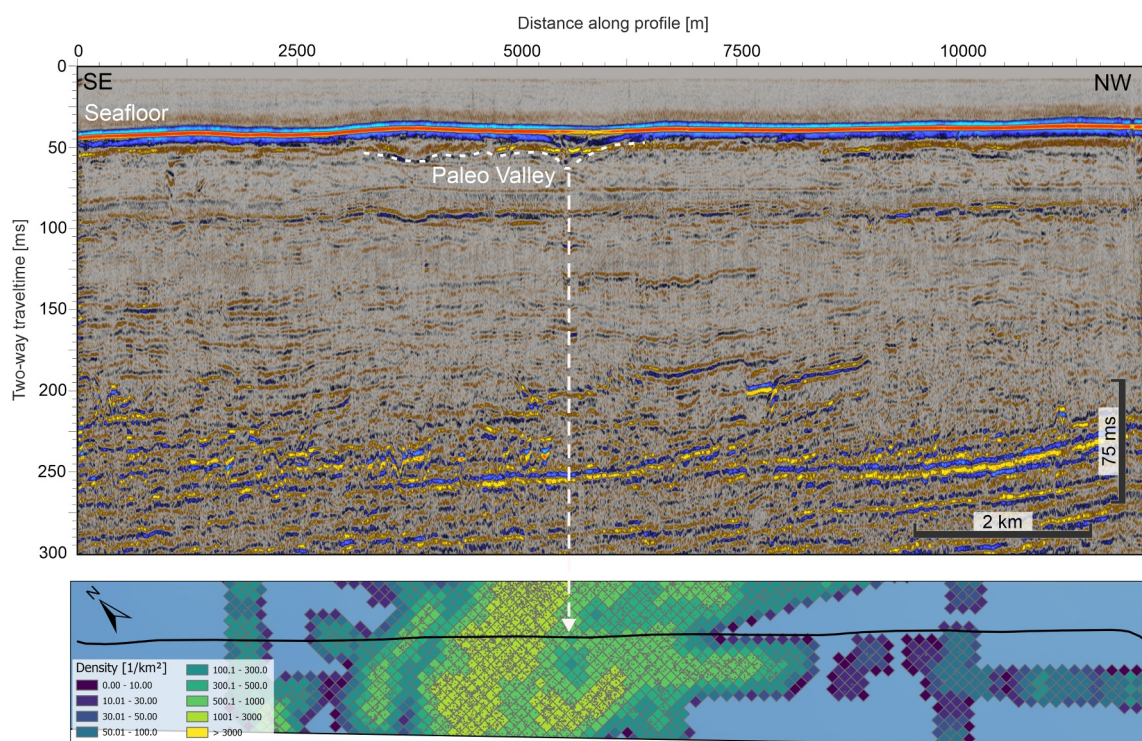 Distance along profile [m]
0 2500 5000 7500 10000
0
SE NW
Seafloor
50
Paleo Valley
100
Two-way traveltime [ms]
150
200
75 ms
250
2 km
300
N
Density [1/km²]
0.00 - 10.00
10.01 - 30.00
30.01 - 50.00
50.01 - 100.0
100.1 - 300.0
300.1 - 500.0
500.1 - 1000
1001 - 3000
> 3000